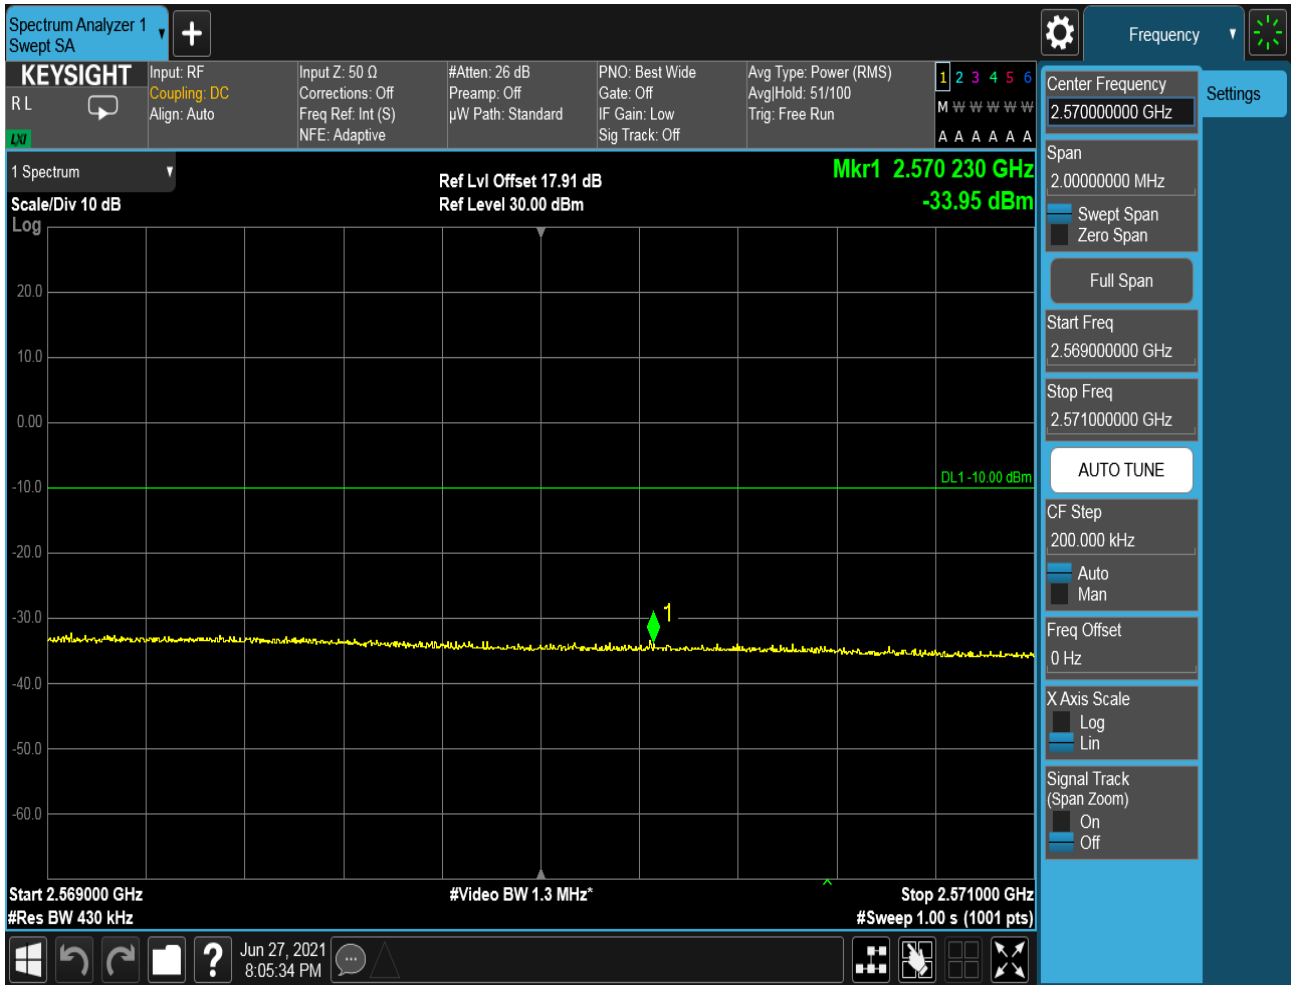 Spectrum Analyzer 1
Swept SA
Frequency
KEYSIGHT
R L
LXI
Input: RF
Coupling: DC
Align: Auto
Input Z: 50 Ω
Corrections: Off
Freq Ref: Int (S)
NFE: Adaptive
#Atten: 26 dB
Preamp: Off
µW Path: Standard
PNO: Best Wide
Gate: Off
IF Gain: Low
Sig Track: Off
Avg Type: Power (RMS)
Avg|Hold: 51/100
Trig: Free Run
1 2 3 4 5 6
M W W W W W
A A A A A A
1 Spectrum
Scale/Div 10 dB
Log
Ref Lvl Offset 17.91 dB
Ref Level 30.00 dBm
Mkr1 2.570 230 GHz
-33.95 dBm
20.0
10.0
0.00
-10.0
-20.0
-30.0
-40.0
-50.0
-60.0
DL1 -10.00 dBm
1
Start 2.569000 GHz
#Res BW 430 kHz
#Video BW 1.3 MHz*
Stop 2.571000 GHz
#Sweep 1.00 s (1001 pts)
Center Frequency
2.570000000 GHz
Settings
Span
2.00000000 MHz
Swept Span
Zero Span
Full Span
Start Freq
2.569000000 GHz
Stop Freq
2.571000000 GHz
AUTO TUNE
CF Step
200.000 kHz
Auto
Man
Freq Offset
0 Hz
X Axis Scale
Log
Lin
Signal Track
(Span Zoom)
On
Off
?
Jun 27, 2021
8:05:34 PM